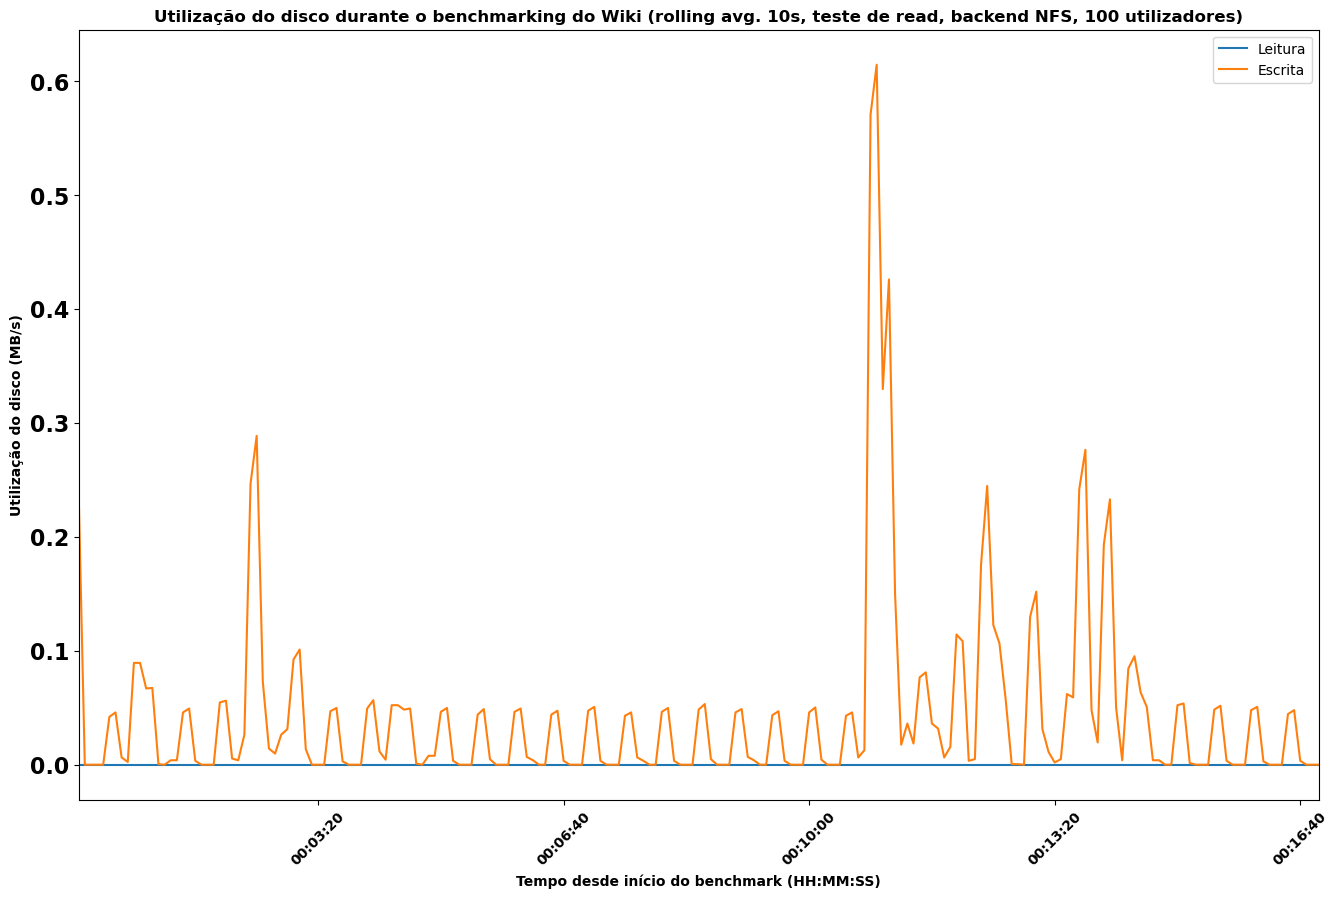 Utilização do disco durante o benchmarking do Wiki (rolling avg. 10s, teste de read, backend NFS, 100 utilizadores)
Leitura
Escrita
Utilização do disco (MB/s)
0.6
0.5
0.4
0.3
0.2
0.1
0.0
00:03:20
00:06:40
00:10:00
00:13:20
00:16:40
Tempo desde início do benchmark (HH:MM:SS)